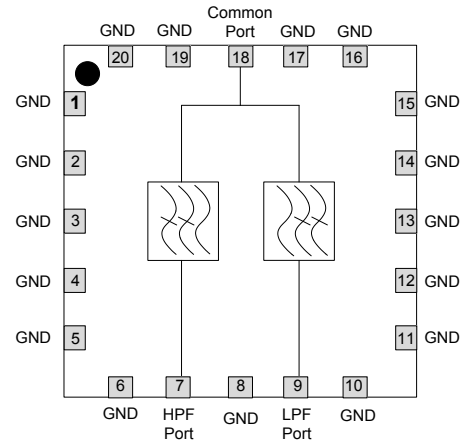 Common
Port
GND
GND
GND
GND
20
19
18
17
16
GND
1
15
GND
GND
2
14
GND
GND
3
13
GND
GND
4
12
GND
GND
5
11
GND
6
7
8
9
10
GND
HPF
Port
GND
LPF
Port
GND